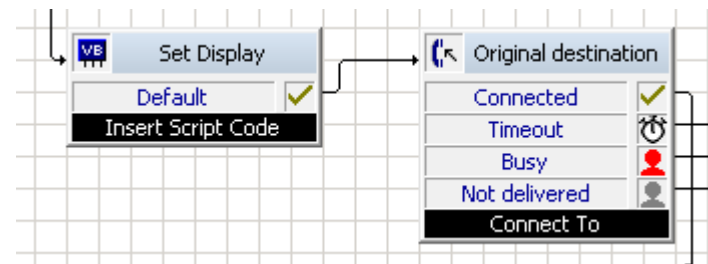 VB
Set Display
Default
Insert Script Code
Original destination
Connected
Timeout
Busy
Not delivered
Connect To